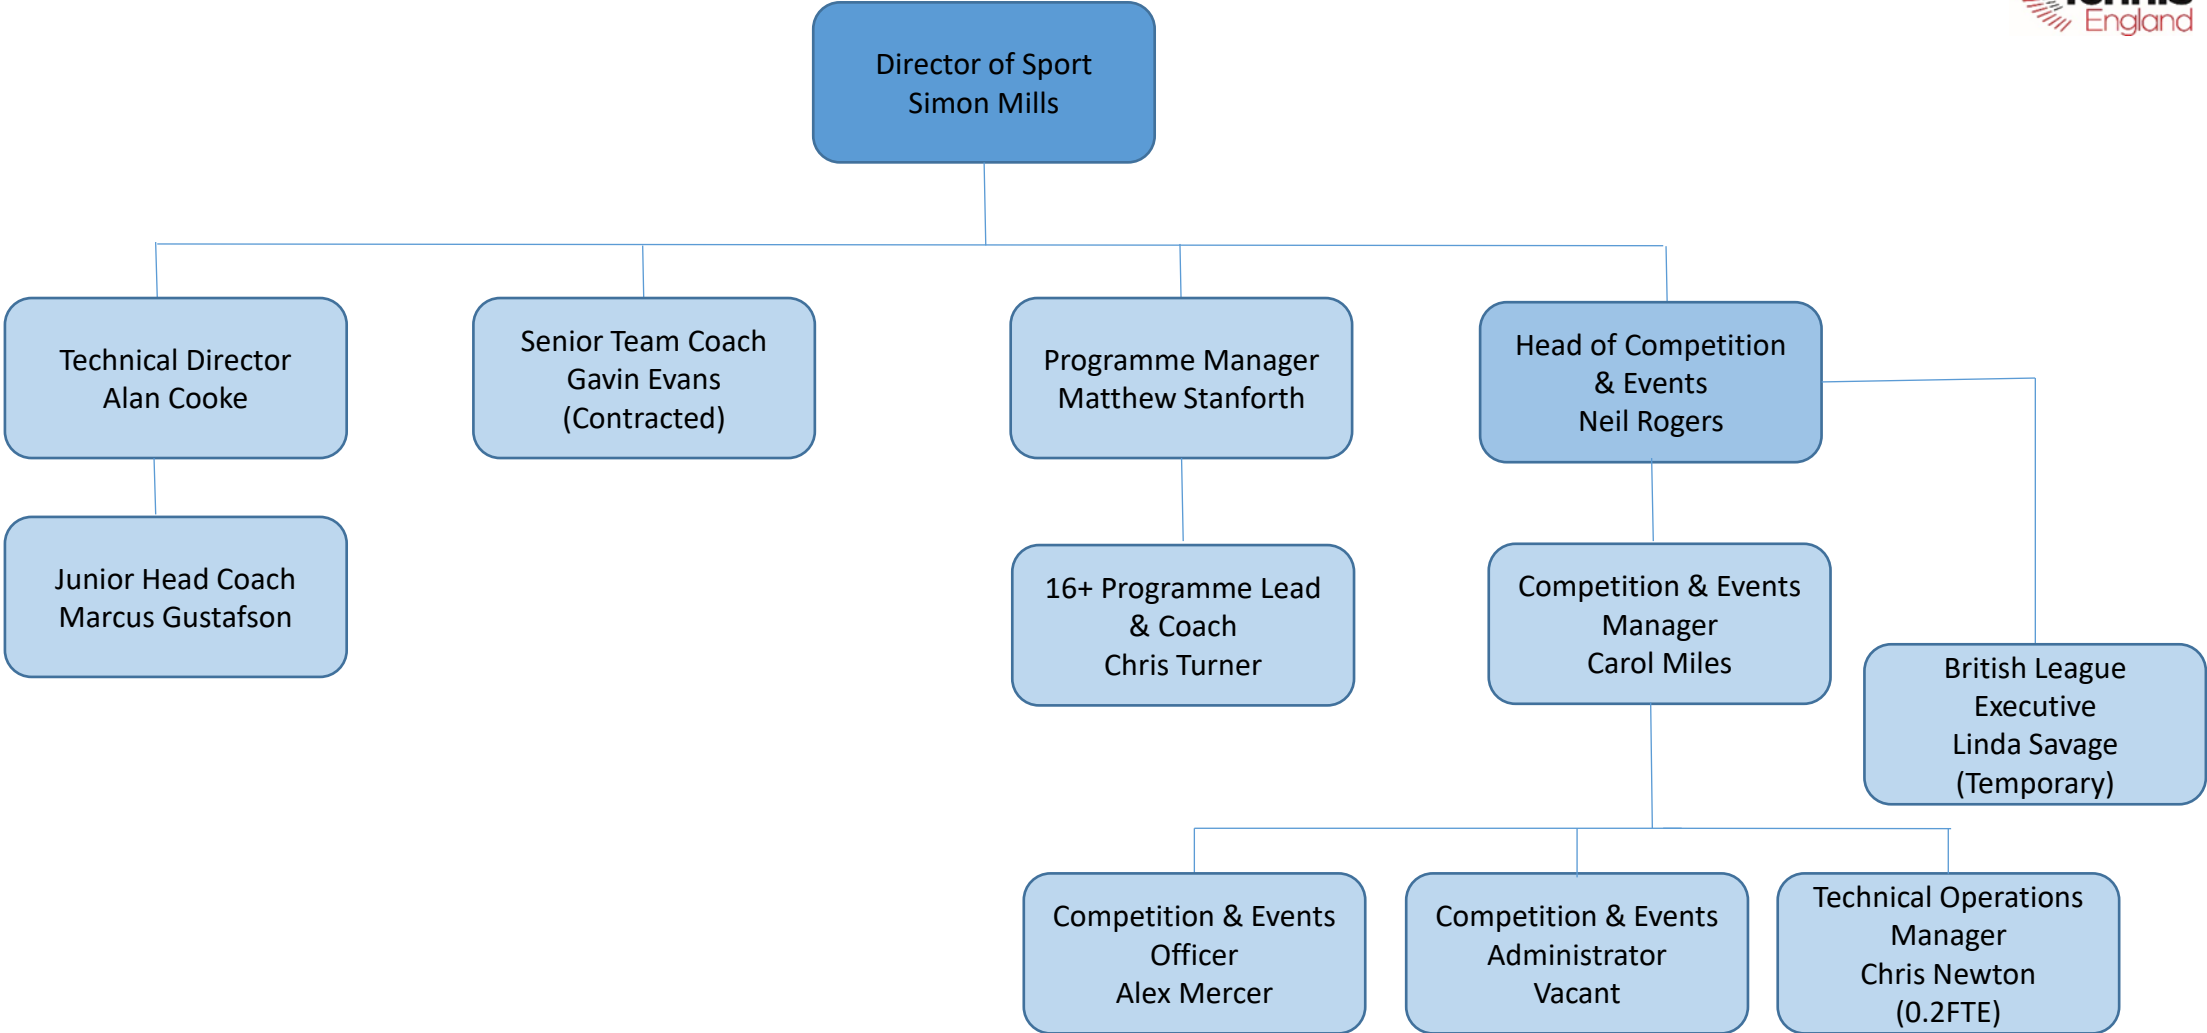 England
Director of Sport
Simon Mills
Technical Director
Alan Cooke
Senior Team Coach
Gavin Evans
(Contracted)
Programme Manager
Matthew Stanforth
Head of Competition
& Events
Neil Rogers
Junior Head Coach
Marcus Gustafson
16+ Programme Lead
& Coach
Chris Turner
Competition & Events
Manager
Carol Miles
British League
Executive
Linda Savage
(Temporary)
Competition & Events
Officer
Alex Mercer
Competition & Events
Administrator
Vacant
Technical Operations
Manager
Chris Newton
(0.2FTE)